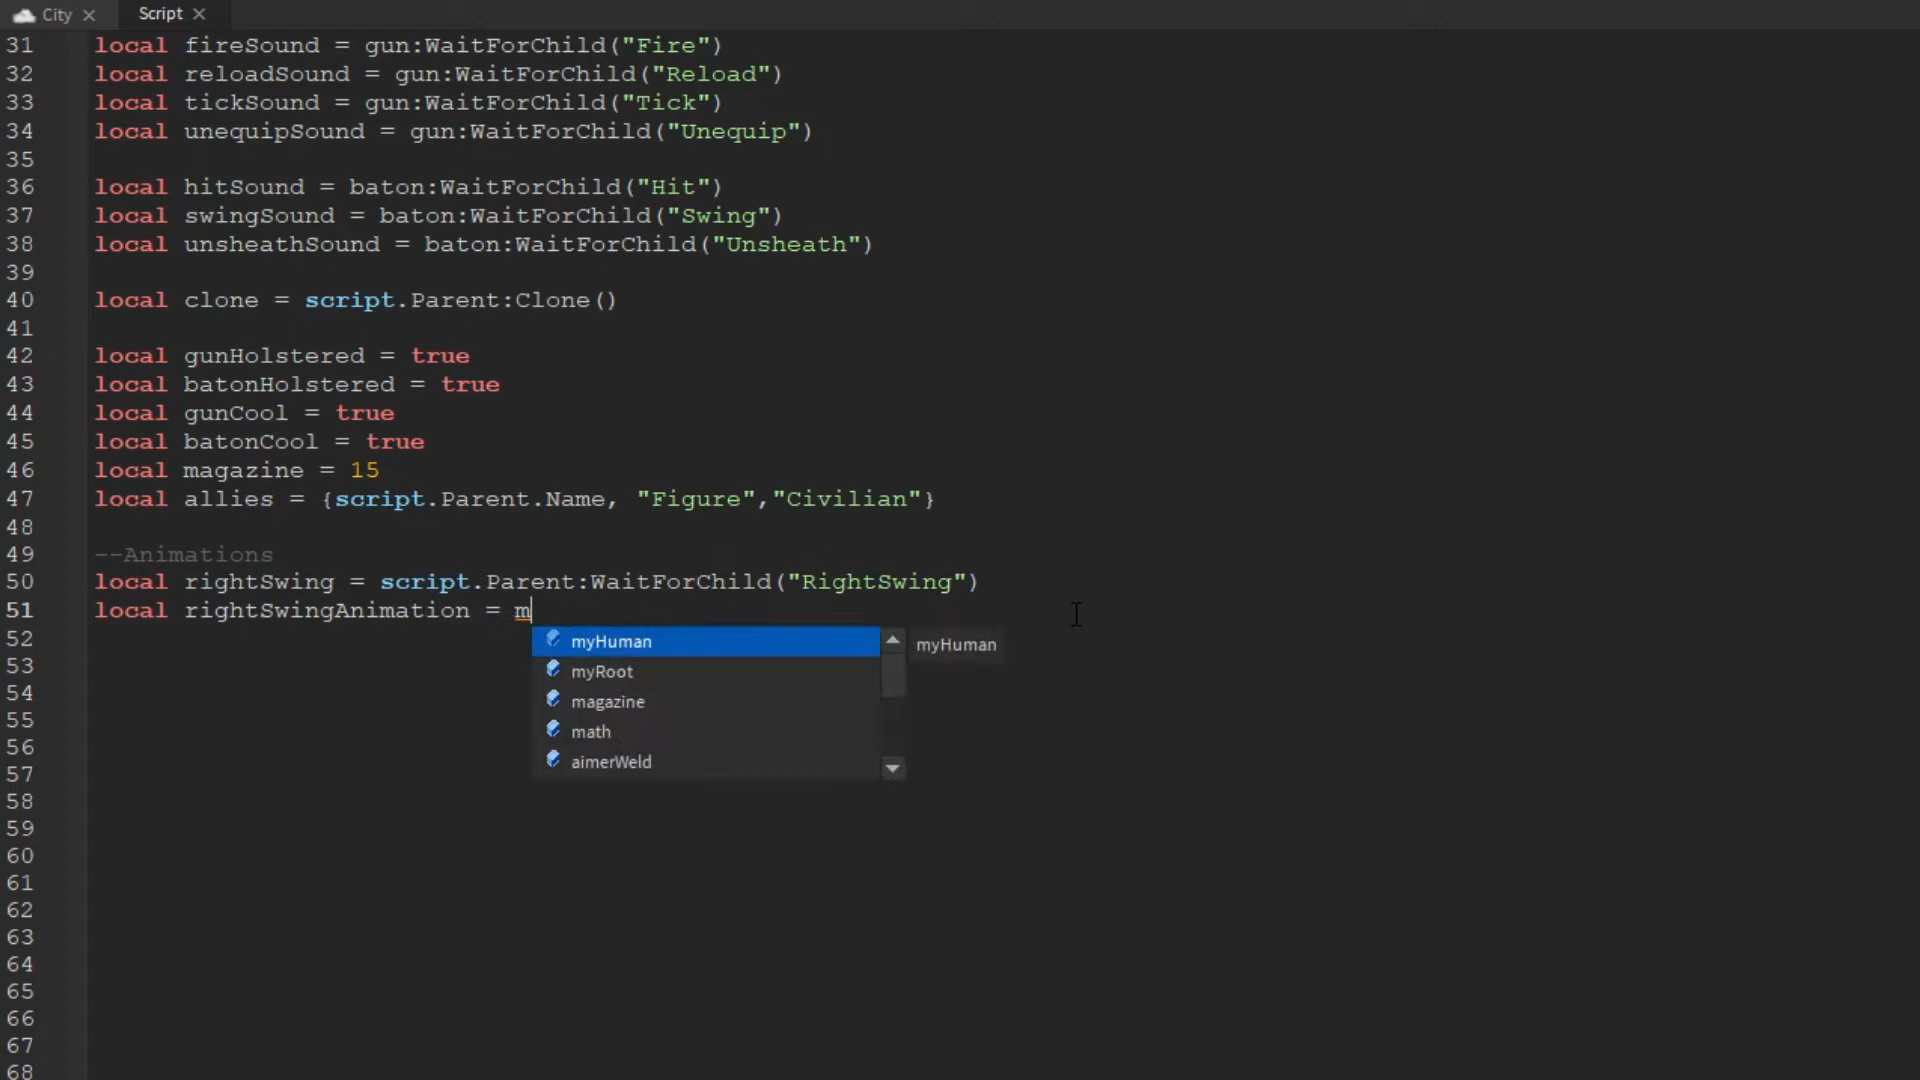 City
Script
31 local fireSound = gun:WaitForChild("Fire")
32 local reloadSound = gun:WaitForChild("Reload")
33 local tickSound = gun:WaitForChild("Tick")
34 local unequipSound = gun:WaitForChild("Unequip")
35
36 local hitSound = baton:WaitForChild("Hit")
37 local swingSound = baton:WaitForChild("Swing")
38 local unsheathSound = baton:WaitForChild("Unsheath")
39
40 local clone = script.Parent:Clone()
41
42 local gunHolstered = true
43 local batonHolstered = true
44 local gunCool = true
45 local batonCool = true
46 local magazine = 15
47 local allies = {script.Parent.Name, "Figure","Civilian"}
48
49 --Animations
50 local rightSwing = script.Parent:WaitForChild("RightSwing")
51 local rightSwingAnimation = m
myHuman
myHuman
myRoot
magazine
math
aimerWeld
52
53
54
55
56
57
58
59
60
61
62
63
64
65
66
67
68